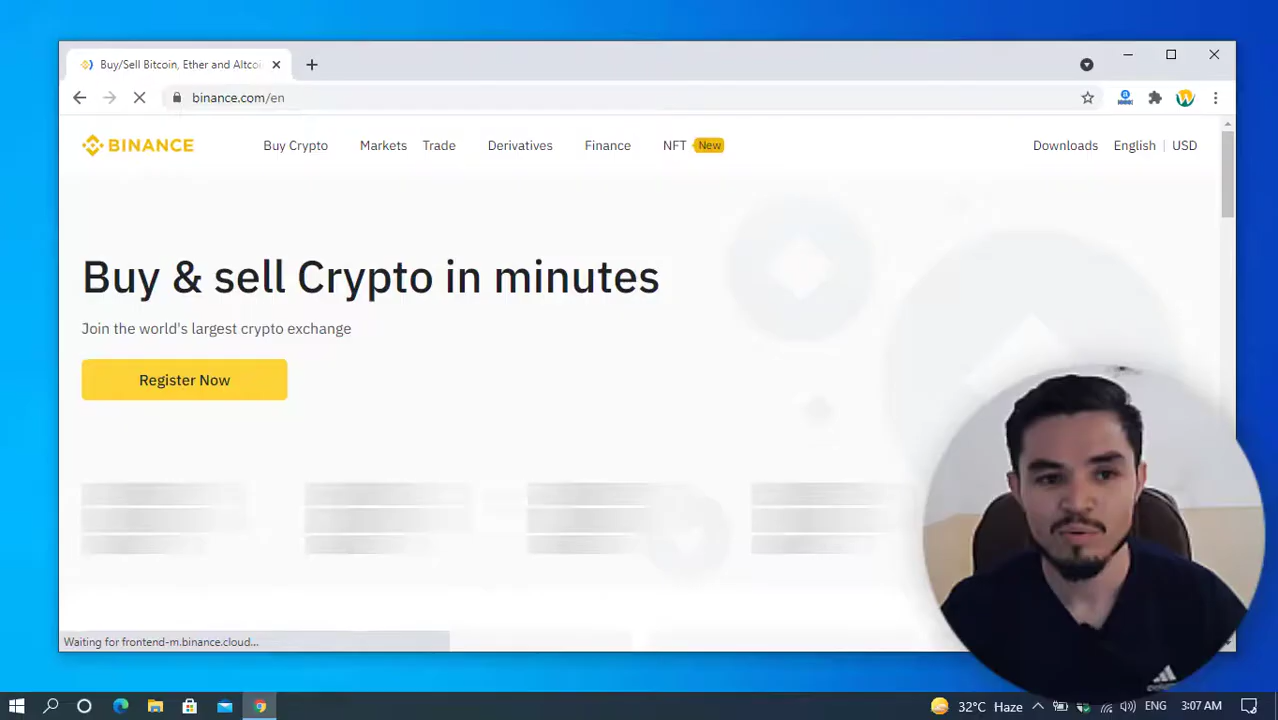 Buy/Sell Bitcoin, Ether and Altcoi
binance.com/en
BINANCE
Buy Crypto Markets Trade Derivatives Finance NFT New Downloads English | USD
Buy & sell Crypto in minutes
Join the world's largest crypto exchange
Register Now
Waiting for frontend-m.binance.cloud...
adidas
32°C Haze ENG 3:07 AM